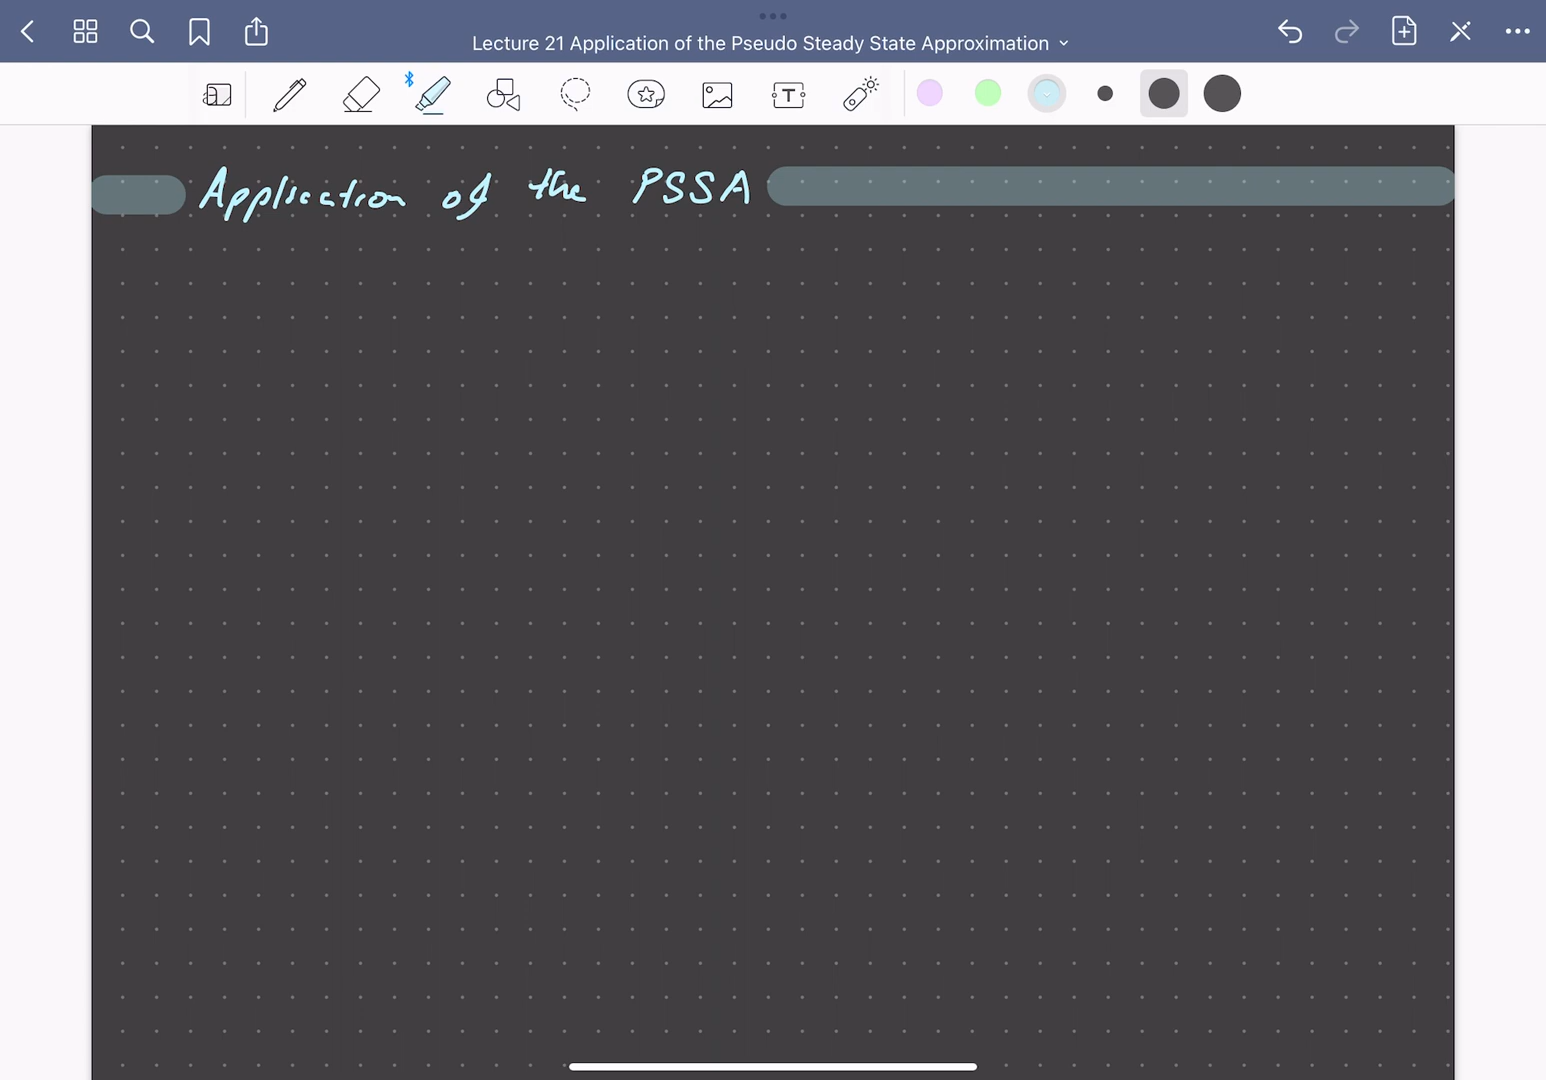 Lecture 21 Application of the Pseudo Steady State Approximation
Application of the PSSA